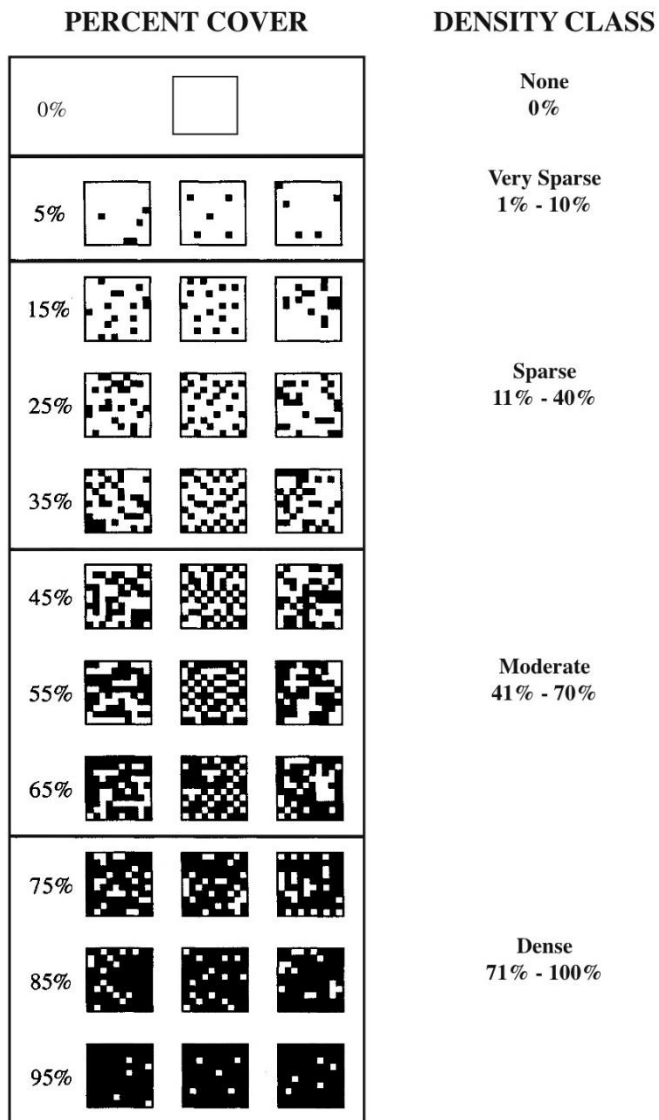 PERCENT COVER DENSITY CLASS
None
0% 0%
Very Sparse
5% 1% - 10%
15%
Sparse
25% 11% - 40%
35%
45%
Moderate
55% 41% - 70%
65%
75%
Dense
85% 71% - 100%
95%